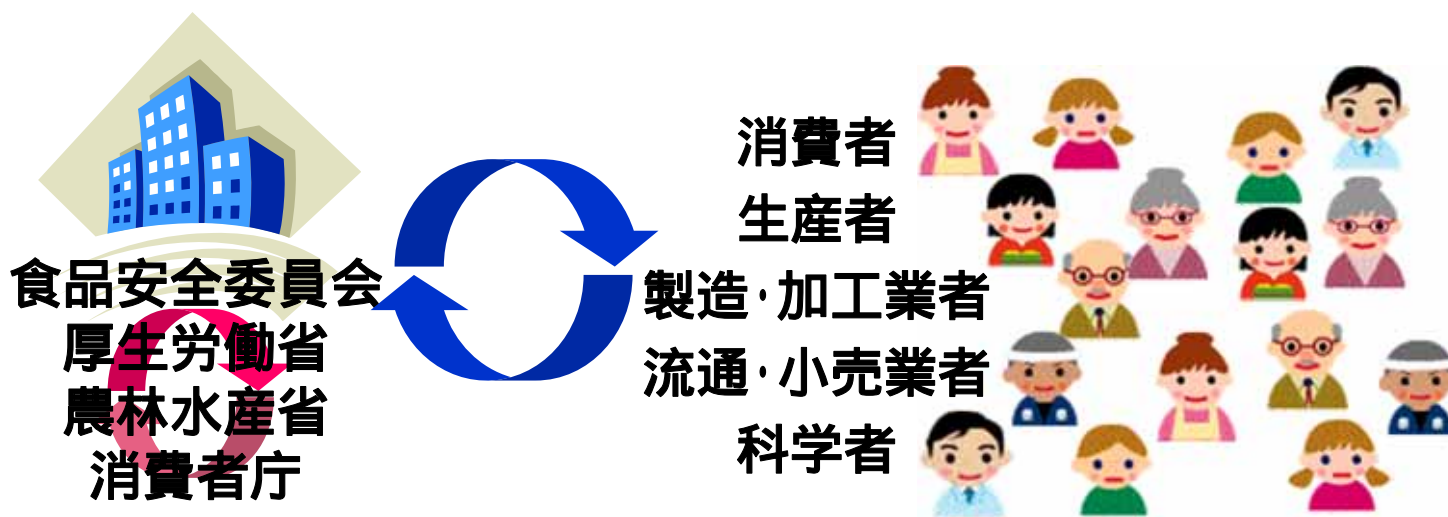 食品安全委員会
厚生労働省
農林水産省
消費者庁
消費者
生産者
製造・加工業者
流通・小売業者
科学者